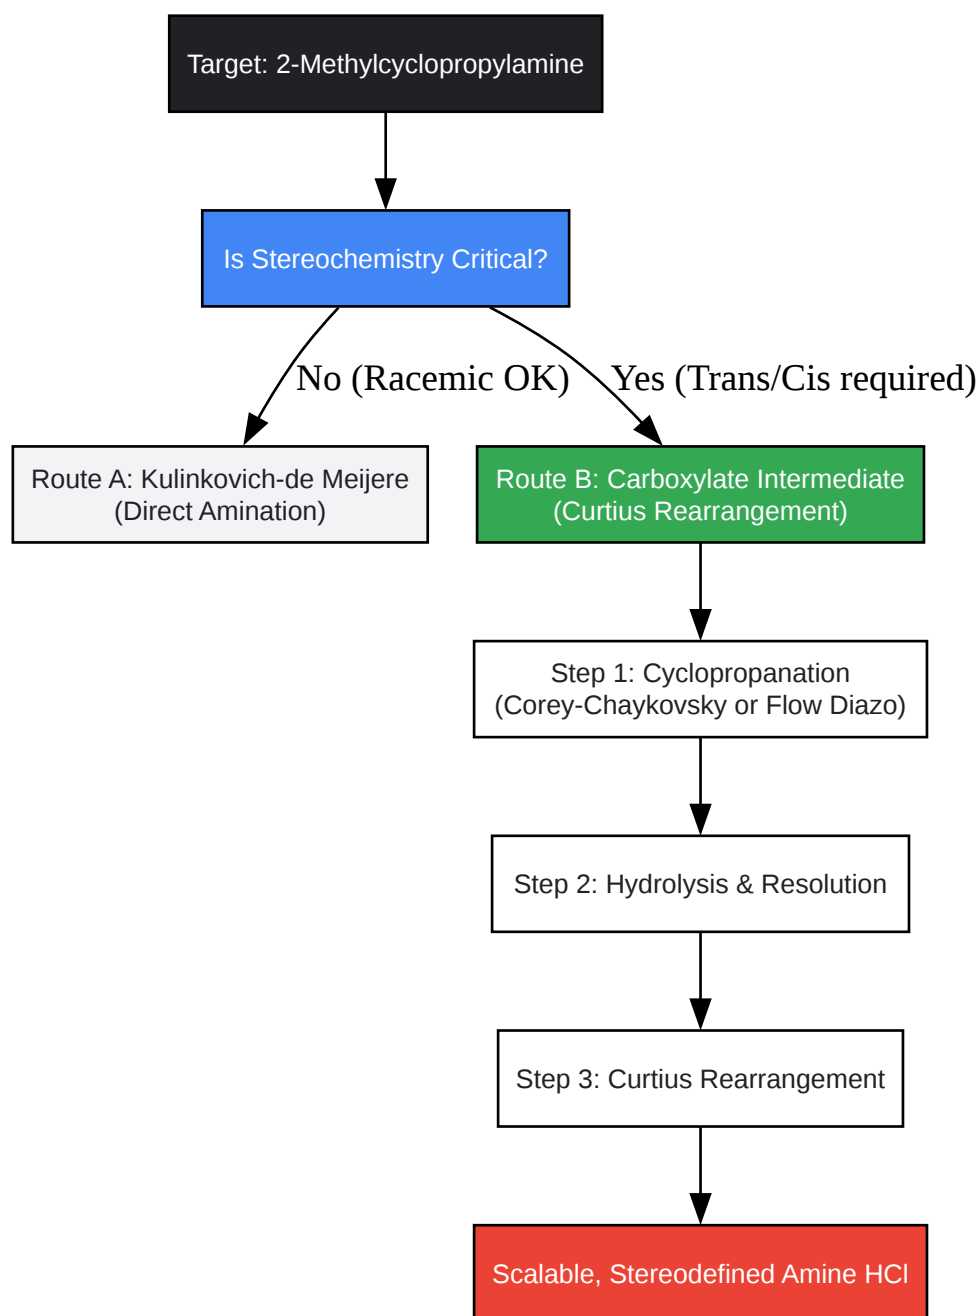 Target: 2-Methylcyclopropylamine
Is Stereochemistry Critical?
No (Racemic OK)
Yes (Trans/Cis required)
Route A: Kulinkovich-de Meijere
(Direct Amination)
Route B: Carboxylate Intermediate
(Curtius Rearrangement)
Step 1: Cyclopropanation
(Corey-Chaykovsky or Flow Diazo)
Step 2: Hydrolysis & Resolution
Step 3: Curtius Rearrangement
Scalable, Stereodefined Amine HCl